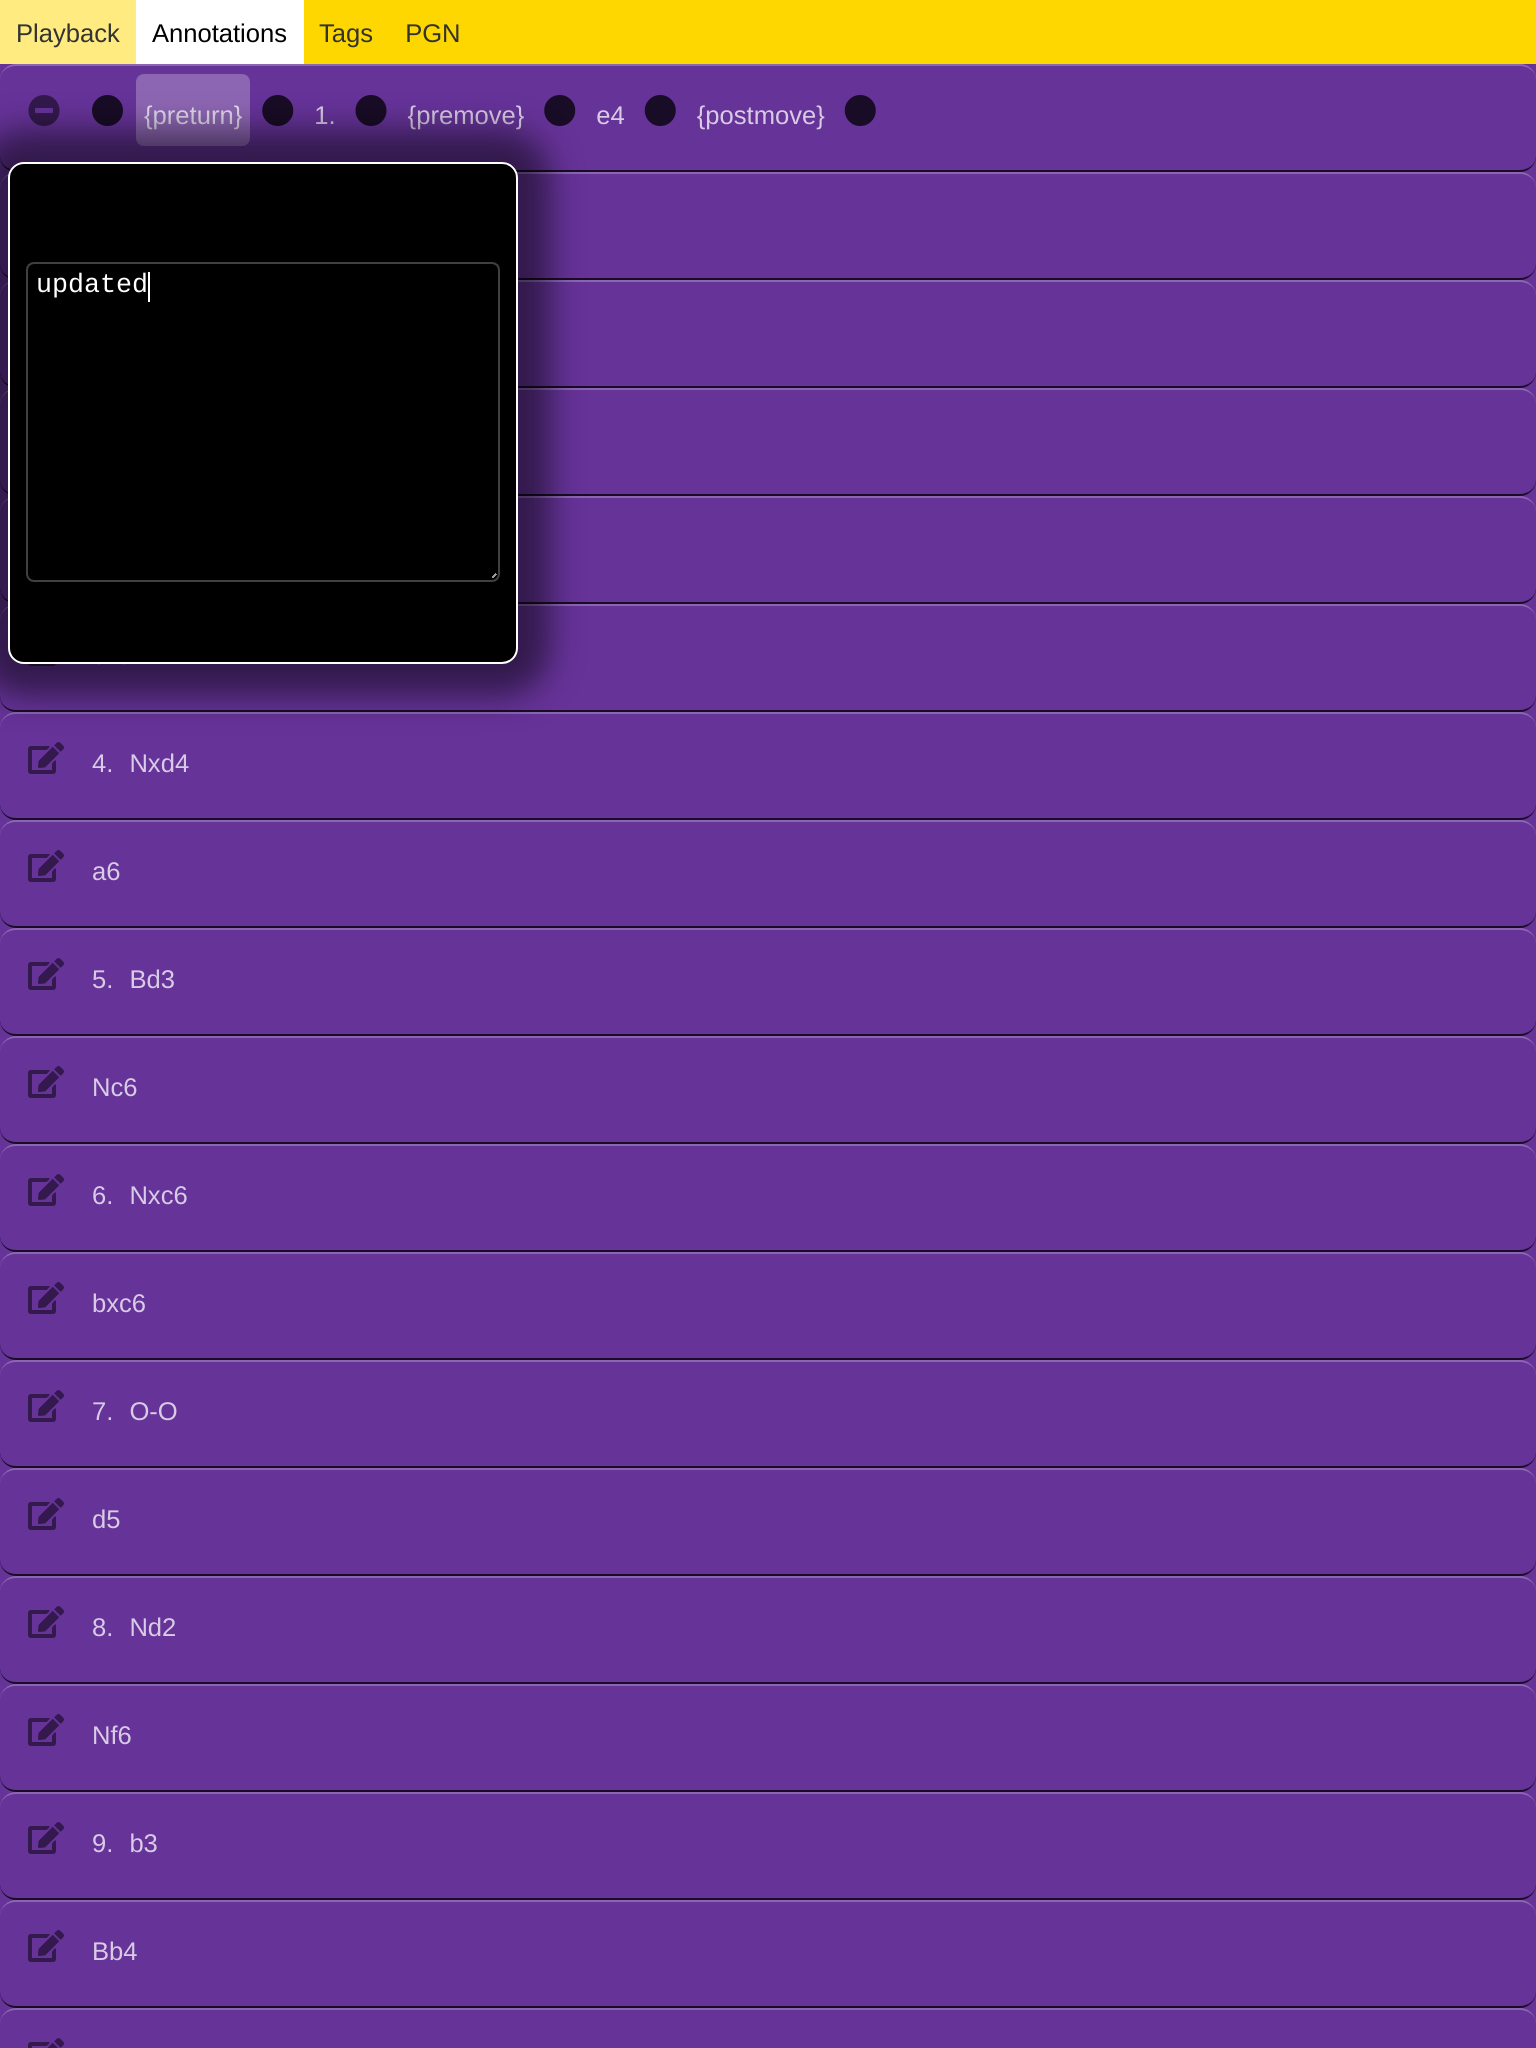 Playback Annotations Tags PGN
{preturn} 1. {premove} e4 {postmove}
updated
4. Nxd4
a6
5. Bd3
Nc6
6. Nxc6
bxc6
7. O-O
d5
8. Nd2
Nf6
9. b3
Bb4